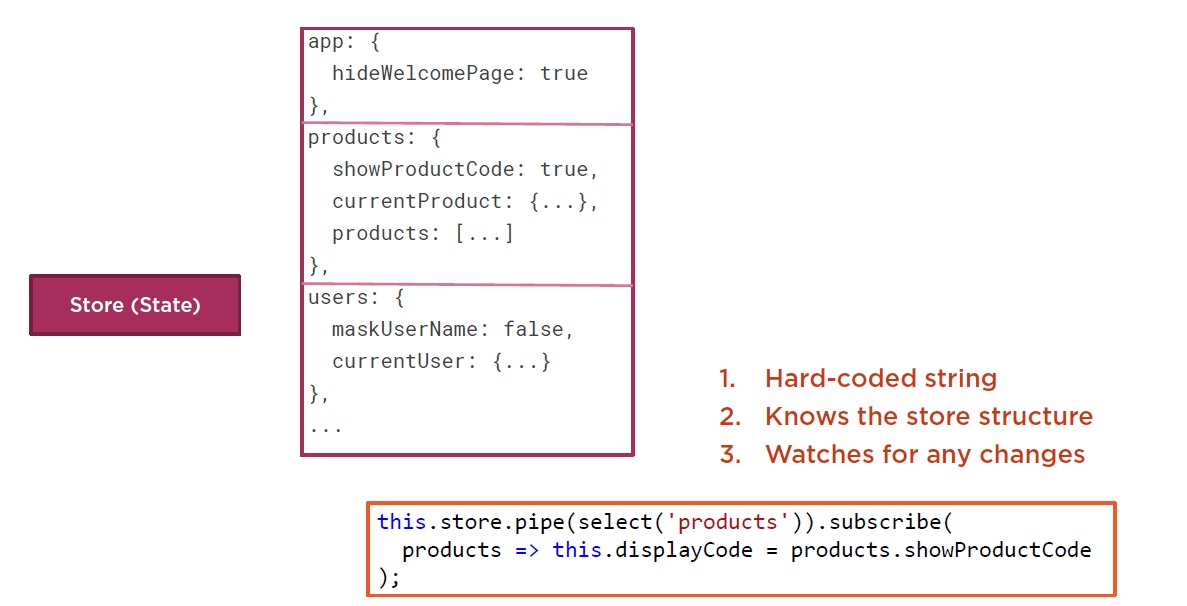 app: {
hideWelcomePage: true
},
products: {
showProductCode: true,
currentProduct: {...},
products: [...]
},
Store (State)
users: {
maskUserName: false,
currentUser: {...}
},
...
1. Hard-coded string
2. Knows the store structure
3. Watches for any changes
this.store.pipe(select('products')).subscribe(
products => this.displayCode = products.showProductCode
);